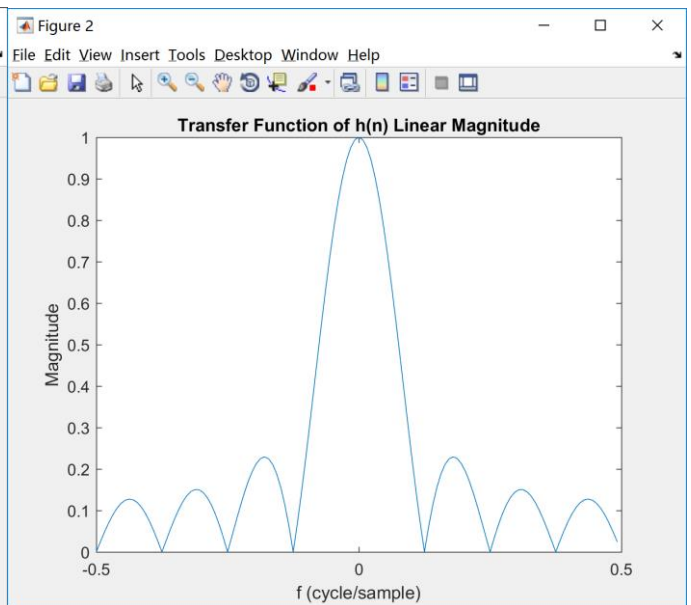 Figure 2
File Edit View Insert Tools Desktop Window Help
Transfer Function of h(n) Linear Magnitude
1
0.9
0.8
0.7
0.6
0.5
0.4
0.3
0.2
0.1
0
Magnitude
-0.5 0 0.5
f (cycle/sample)